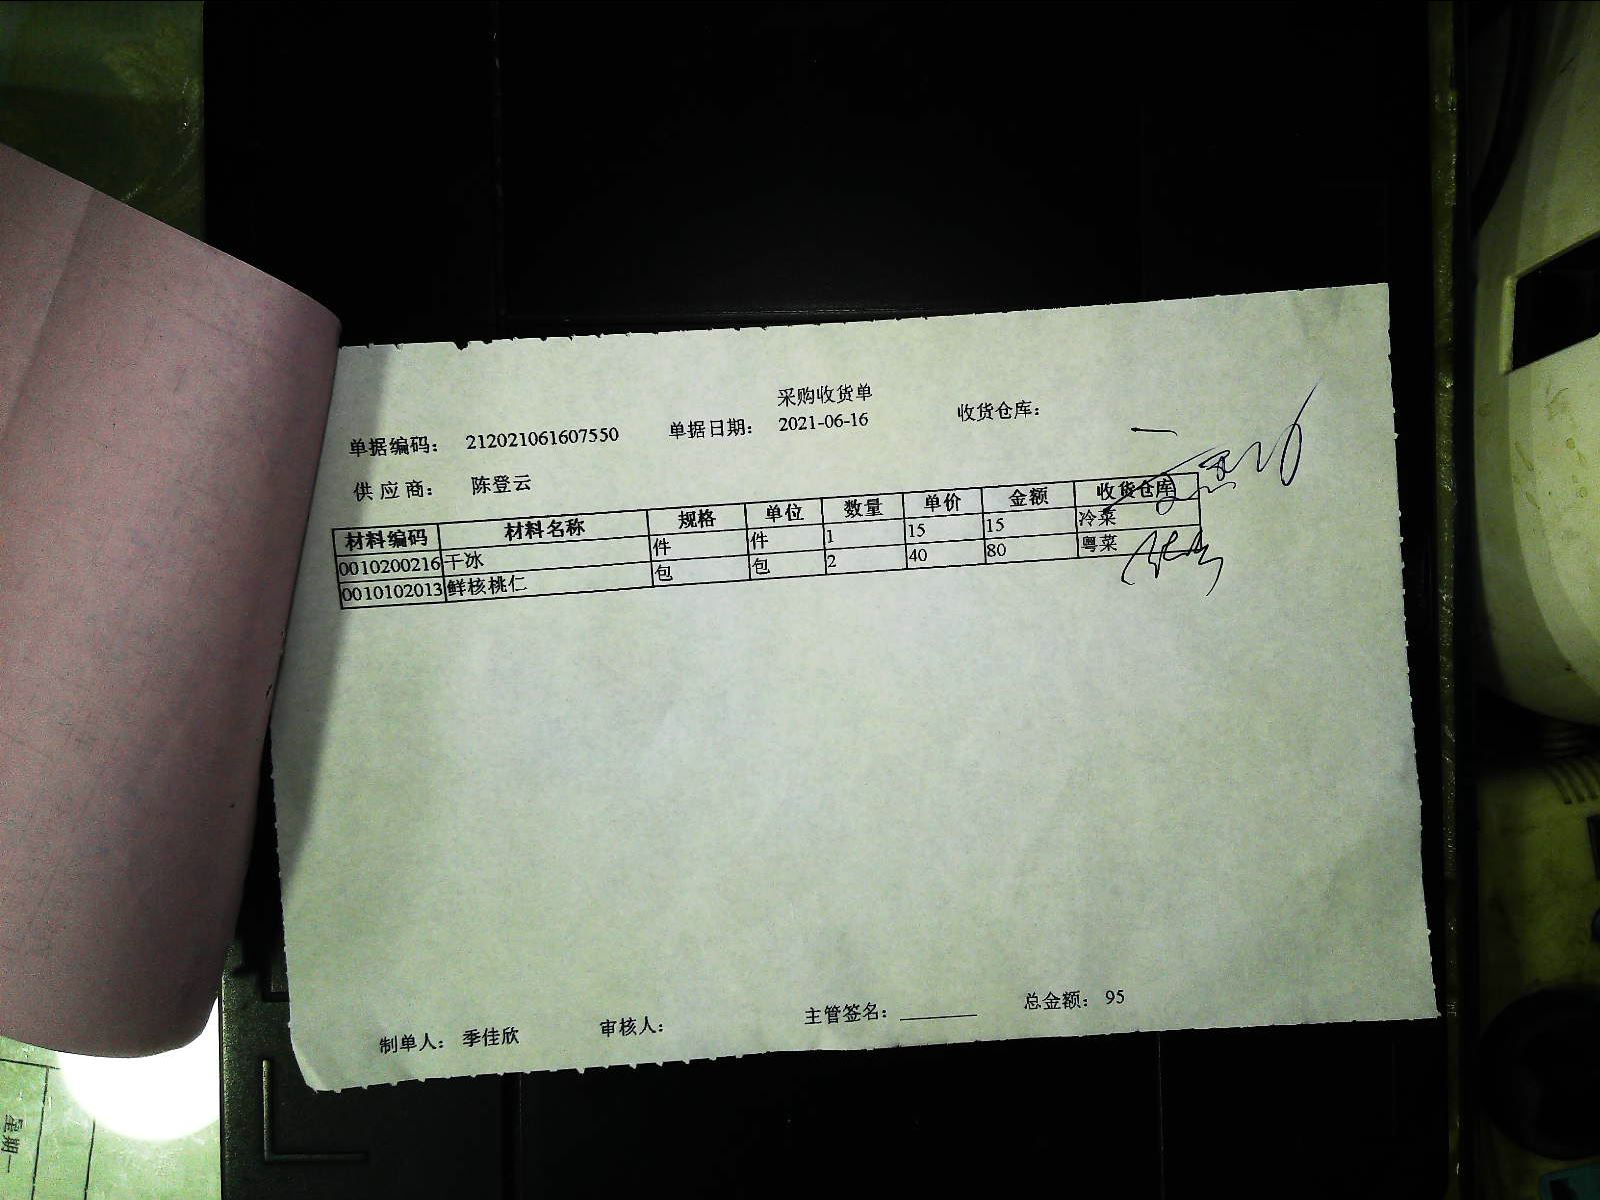 采购收货单
单据编码： 212021061607550 单据日期： 2021-06-16 收货仓库：
供 应 商： 陈登云
材料编码 材料名称 规格 单位 数量 单价 金额 收货仓库
0010200216 干冰 件 件 1 15 15 冷菜
0010102013 鲜核桃仁 包 包 2 40 80 粤菜
制单人： 季佳欣 审核人： 主管签名： 总金额： 95
星期一